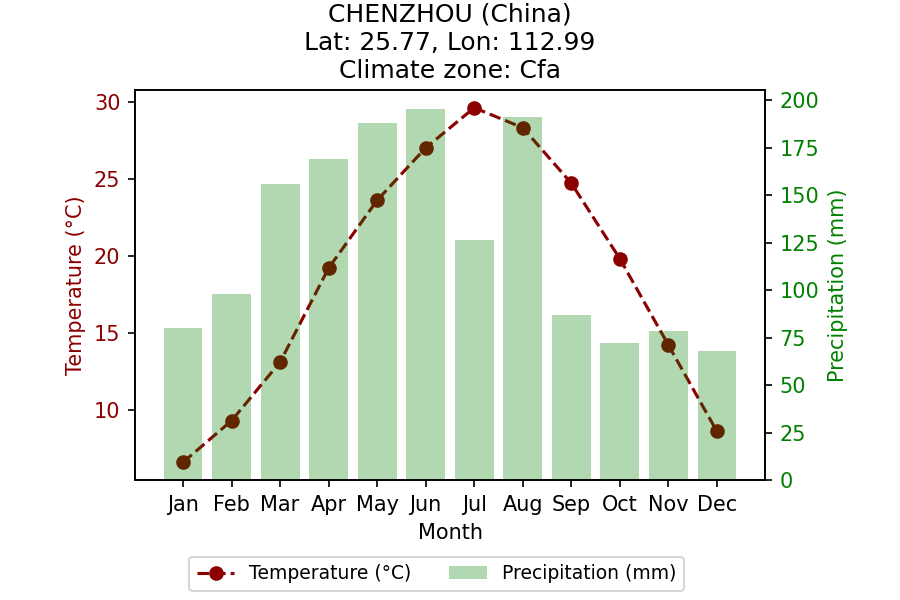 CHENZHOU (China)
Lat: 25.77, Lon: 112.99
Climate zone: Cfa
30
25
20
15
10
Temperature (°C)
200
175
150
125
100
75
50
25
0
Precipitation (mm)
Jan Feb Mar Apr May Jun Jul Aug Sep Oct Nov Dec
Month
Temperature (°C) Precipitation (mm)